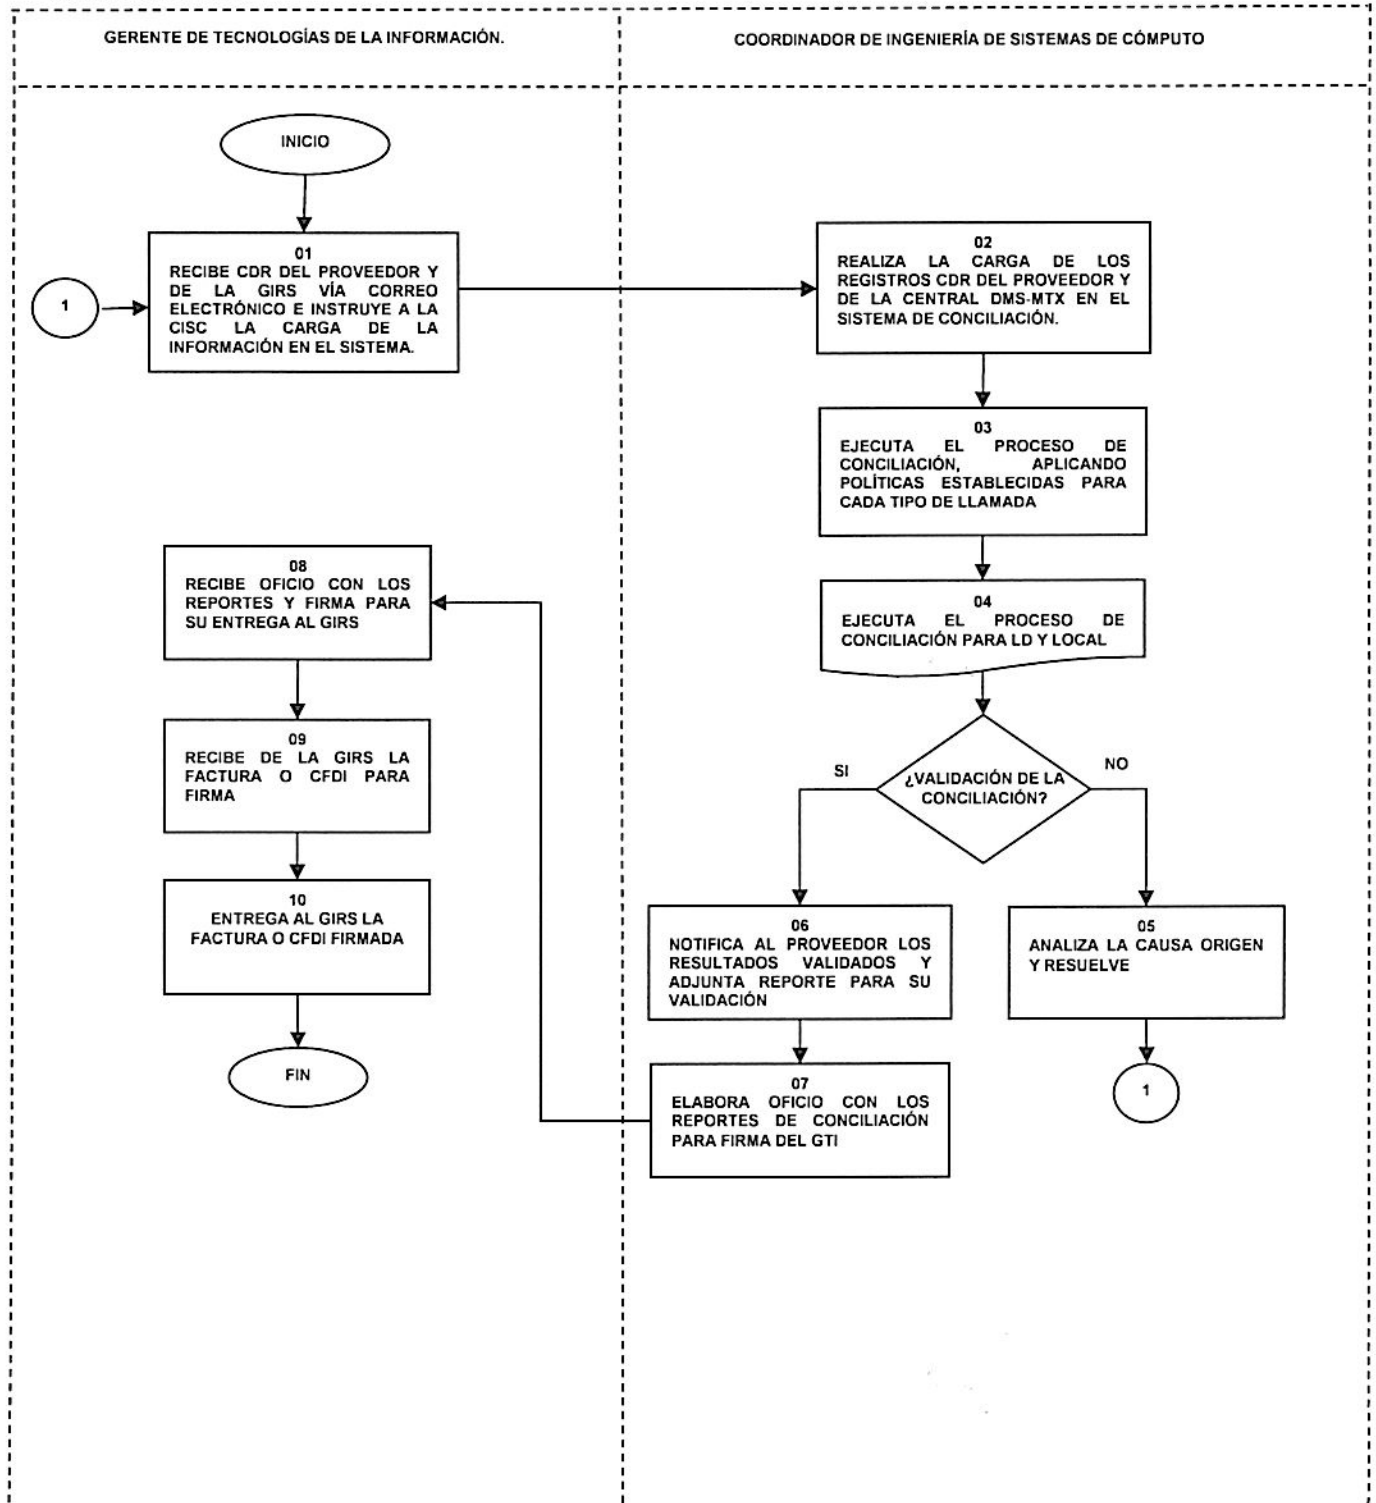 GERENTE DE TECNOLOGÍAS DE LA INFORMACIÓN.
COORDINADOR DE INGENIERÍA DE SISTEMAS DE CÓMPUTO
INICIO
01
RECIBE CDR DEL PROVEEDOR Y
DE LA GIRS VÍA CORREO
ELECTRÓNICO E INSTRUYE A LA
CISC LA CARGA DE LA
INFORMACIÓN EN EL SISTEMA.
1
02
REALIZA LA CARGA DE LOS
REGISTROS CDR DEL PROVEEDOR Y
DE LA CENTRAL DMS-MTX EN EL
SISTEMA DE CONCILIACIÓN.
03
EJECUTA EL PROCESO DE
CONCILIACIÓN, APLICANDO
POLÍTICAS ESTABLECIDAS PARA
CADA TIPO DE LLAMADA
04
EJECUTA EL PROCESO DE
CONCILIACIÓN PARA LD Y LOCAL
¿VALIDACIÓN DE LA
CONCILIACIÓN?
SI
NO
06
NOTIFICA AL PROVEEDOR LOS
RESULTADOS VALIDADOS Y
ADJUNTA REPORTE PARA SU
VALIDACIÓN
05
ANALIZA LA CAUSA ORIGEN
Y RESUELVE
1
07
ELABORA OFICIO CON LOS
REPORTES DE CONCILIACIÓN
PARA FIRMA DEL GTI
08
RECIBE OFICIO CON LOS
REPORTES Y FIRMA PARA
SU ENTREGA AL GIRS
09
RECIBE DE LA GIRS LA
FACTURA O CFDI PARA
FIRMA
10
ENTREGA AL GIRS LA
FACTURA O CFDI FIRMADA
FIN